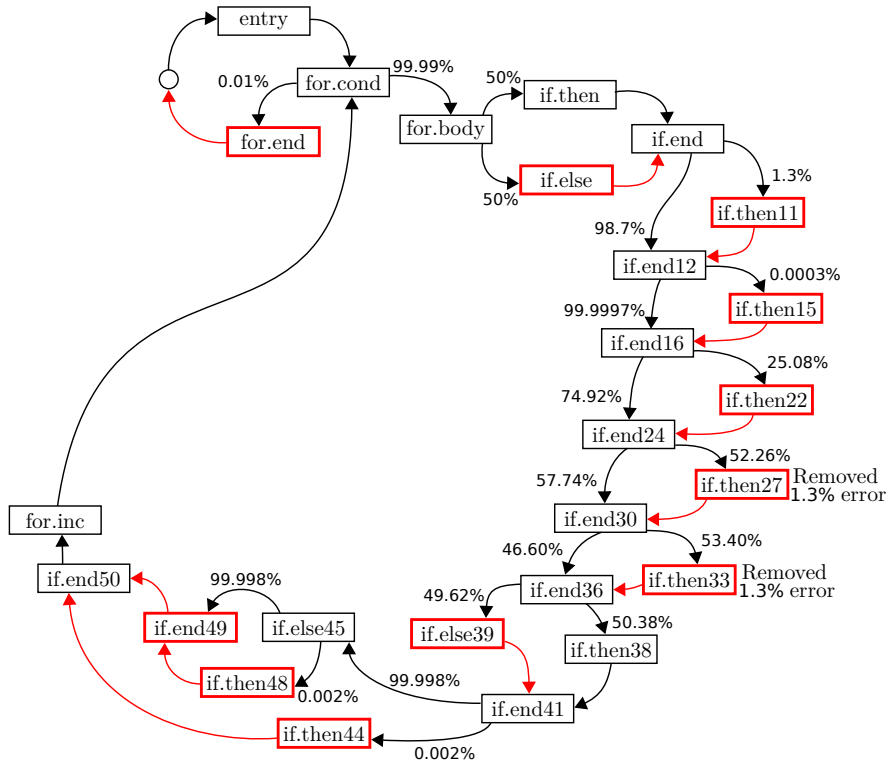 entry
0.01%
for.cond
99.99%
for.end
for.body
50%
if.then
50%
if.else
if.end
1.3%
if.then11
98.7%
if.end12
0.0003%
if.then15
99.9997%
if.end16
25.08%
if.then22
74.92%
if.end24
52.26%
if.then27
Removed
1.3% error
57.74%
if.end30
53.40%
if.then33
Removed
1.3% error
46.60%
if.end36
49.62%
if.else39
50.38%
if.then38
if.end41
99.998%
if.else45
99.998%
if.end49
0.002%
if.then48
0.002%
if.then44
if.end50
for.inc